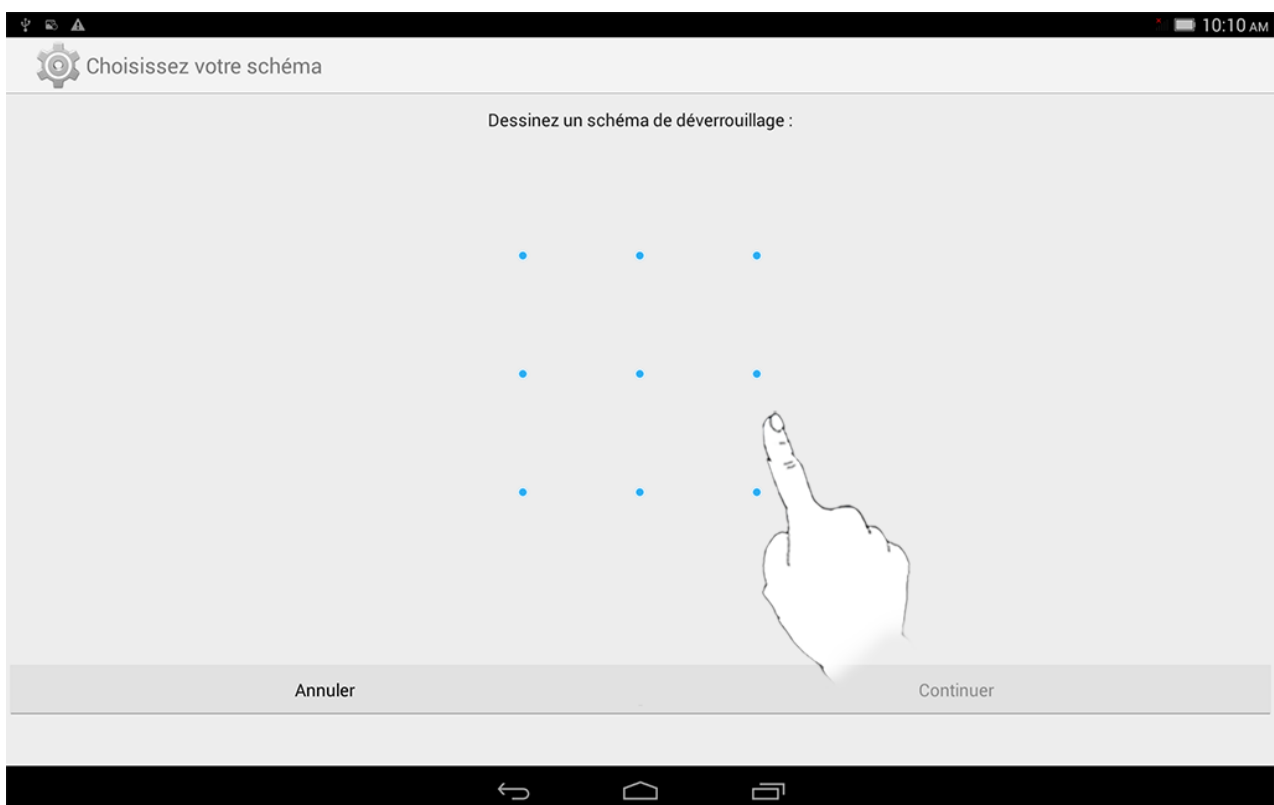 10:10 AM
Choisissez votre schéma
Dessinez un schéma de déverrouillage :
Annuler
Continuer